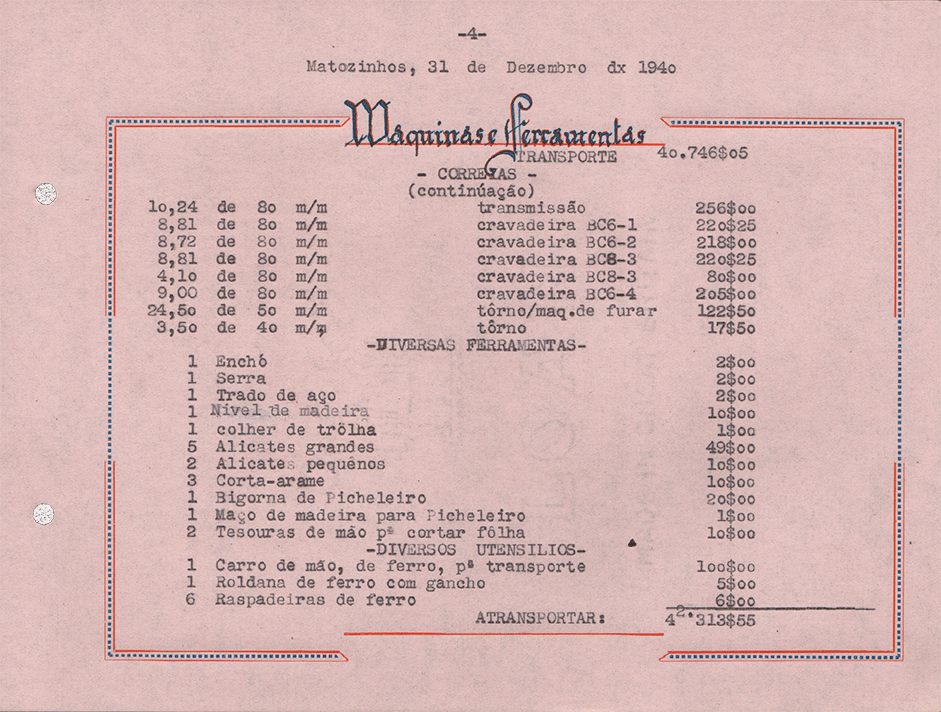 -4-
Matozinhos, 31 de Dezembro dx 194o
Máquinas e Ferramentas
TRANSPORTE 4o.746$o5
- CORREIAS -
(continúação)
1o,24 de 8o m/m transmissão 256$oo
8,81 de 8o m/m cravadeira BC6-1 22o$25
8,72 de 8o m/m cravadeira BC6-2 218$oo
8,81 de 8o m/m cravadeira BC8-3 22o$25
4,1o de 8o m/m cravadeira BC8-3 8o$oo
9,00 de 8o m/m cravadeira BC6-4 2o5$oo
24,5o de 5o m/m tôrno/maq.de furar 122$5o
3,5o de 4o m/m tôrno 17$5o
-DIVERSAS FERRAMENTAS-
1 Enchó 2$oo
1 Serra 2$oo
1 Trado de aço 2$oo
1 Nivel de madeira 1o$oo
1 colher de trôlha 1$oo
5 Alicates grandes 49$oo
2 Alicates pequenos 1o$oo
3 Corta-arame 1o$oo
1 Bigorna de Picheleiro 2o$oo
1 Maço de madeira para Picheleiro 1$oo
2 Tesouras de mão pª cortar fôlha 1o$oo
-DIVERSOS UTENSILIOS-
1 Carro de mão, de ferro, pª transporte 1oo$oo
1 Roldana de ferro com gancho 5$oo
6 Raspadeiras de ferro 6$oo
ATRANSPORTAR: 42.313$55